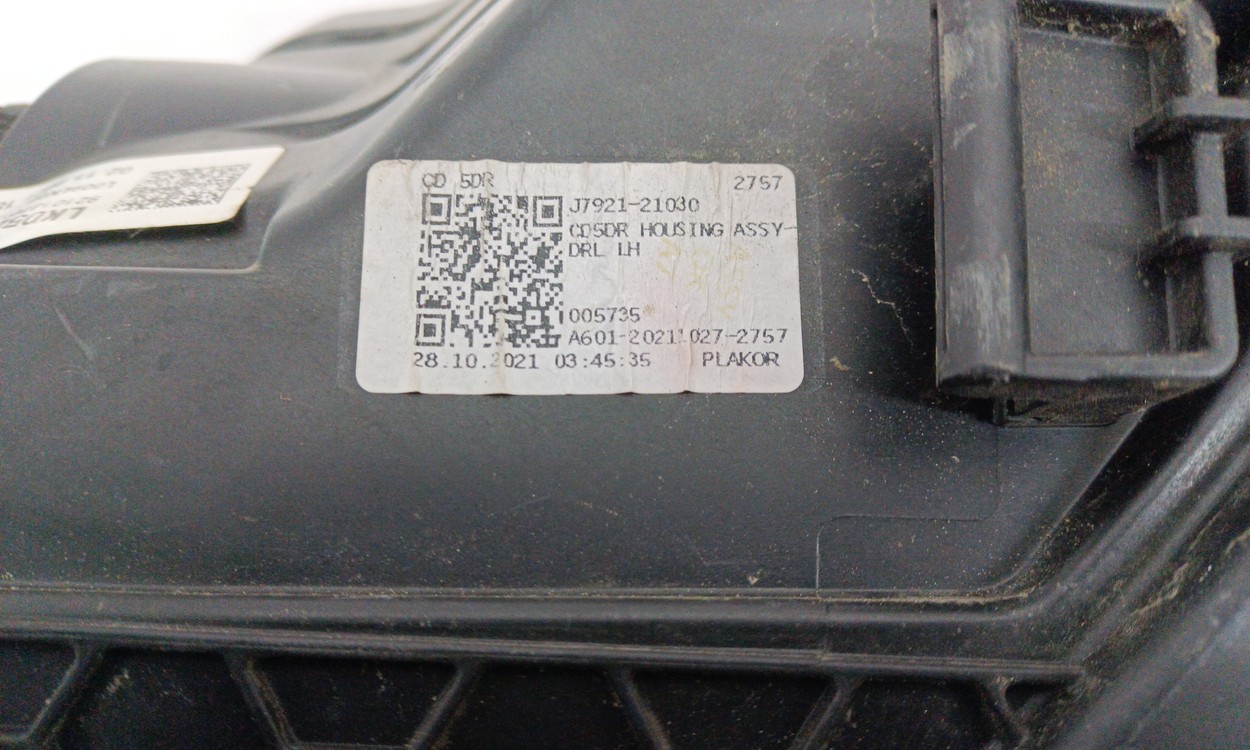 CD 5DR 2757
J7921-21030
CD5DR HOUSING ASSY-
DRL LH
005735
A601-20211027-2757
28.10.2021 03:45:35 PLAKOR